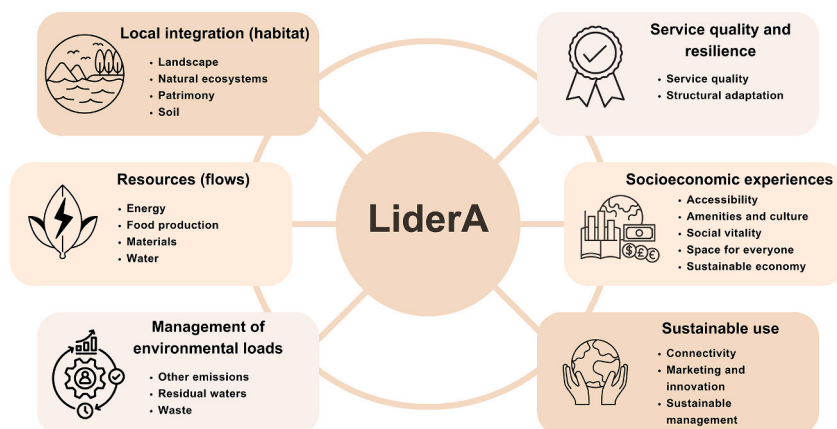 Local integration (habitat)
• Landscape
• Natural ecosystems
• Patrimony
• Soil
Service quality and
resilience
• Service quality
• Structural adaptation
Resources (flows)
• Energy
• Food production
• Materials
• Water
LiderA
Socioeconomic experiences
• Accessibility
• Amenities and culture
• Social vitality
• Space for everyone
• Sustainable economy
$££
Management of
environmental loads
• Other emissions
• Residual waters
• Waste
Sustainable use
• Connectivity
• Marketing and
innovation
• Sustainable
management